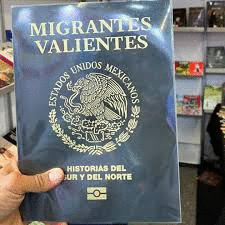 MIGRANTES
VALIENTES
ESTADOS UNIDOS MEXICANOS
HISTORIAS DEL
SUR Y DEL NORTE